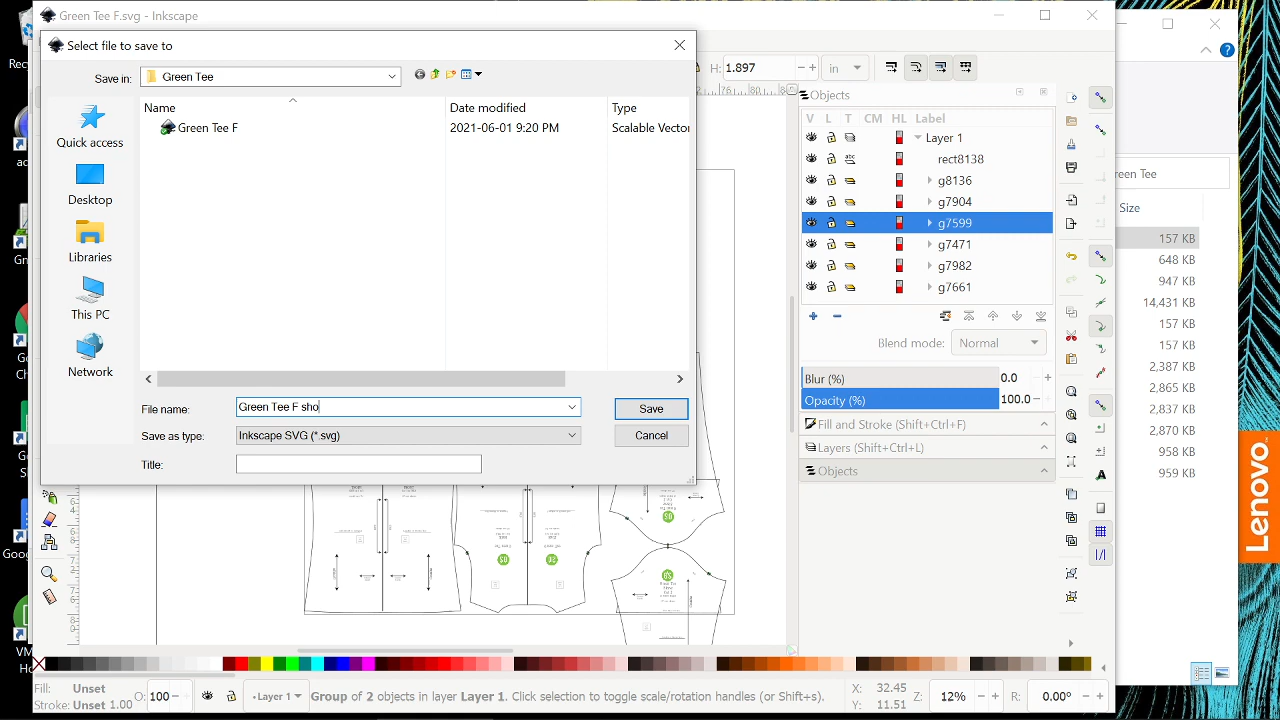 Green Tee F.svg - Inkscape
Select file to save to
Save in:
Green Tee
Name
Date modified
Type
Green Tee F
2021-06-01 9:20 PM
Scalable Vector
Quick access
Desktop
Libraries
This PC
Network
File name:
Green Tee F sho
Save
Save as type:
Inkscape SVG (*.svg)
Cancel
Title:
H:
1.897
in
Objects
V L T CM HL Label
Layer 1
rect8138
g8136
g7904
g7599
g7471
g7982
g7661
Blend mode:
Normal
Blur (%)
0.0
Opacity (%)
100.0
Fill and Stroke (Shift+Ctrl+F)
Layers (Shift+Ctrl+L)
Objects
reen Tee
Size
157 KB
648 KB
947 KB
14,431 KB
157 KB
345 KB
2,387 KB
2,865 KB
2,837 KB
2,870 KB
958 KB
959 KB
Lenovo
Fill:
Unset
Stroke:
Unset 1.00
O:
100
Layer 1
Group of 2 objects in layer Layer 1. Click selection to toggle scale/rotation handles (or Shift+s).
X:
32.45
Y:
11.51
Z:
12%
R:
0.00°